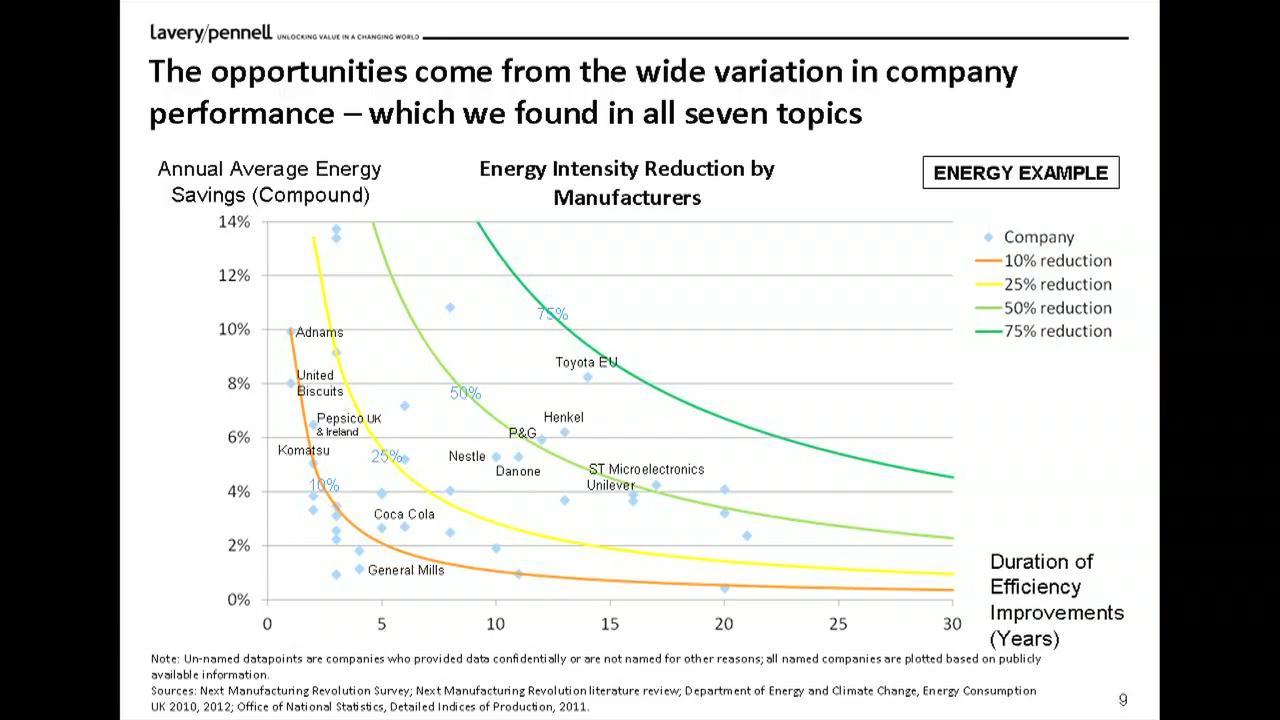 lavery/pennell UNLOCKING VALUE IN A CHANGING WORLD
The opportunities come from the wide variation in company
performance – which we found in all seven topics
Annual Average Energy
Savings (Compound)
Energy Intensity Reduction by
Manufacturers
ENERGY EXAMPLE
14%
12%
10%
8%
6%
4%
2%
0%
0
5
10
15
20
25
30
75%
50%
25%
10%
Adnams
United
Biscuits
Pepsico UK
& Ireland
Komatsu
Toyota EU
Henkel
P&G
Nestle
Danone
ST Microelectronics
Unilever
Coca Cola
General Mills
Company
10% reduction
25% reduction
50% reduction
75% reduction
Duration of
Efficiency
Improvements
(Years)
Note: Un-named datapoints are companies who provided data confidentially or are not named for other reasons; all named companies are plotted based on publicly
available information.
Sources: Next Manufacturing Revolution Survey; Next Manufacturing Revolution literature review; Department of Energy and Climate Change, Energy Consumption
UK 2010, 2012; Office of National Statistics, Detailed Indices of Production, 2011.
9